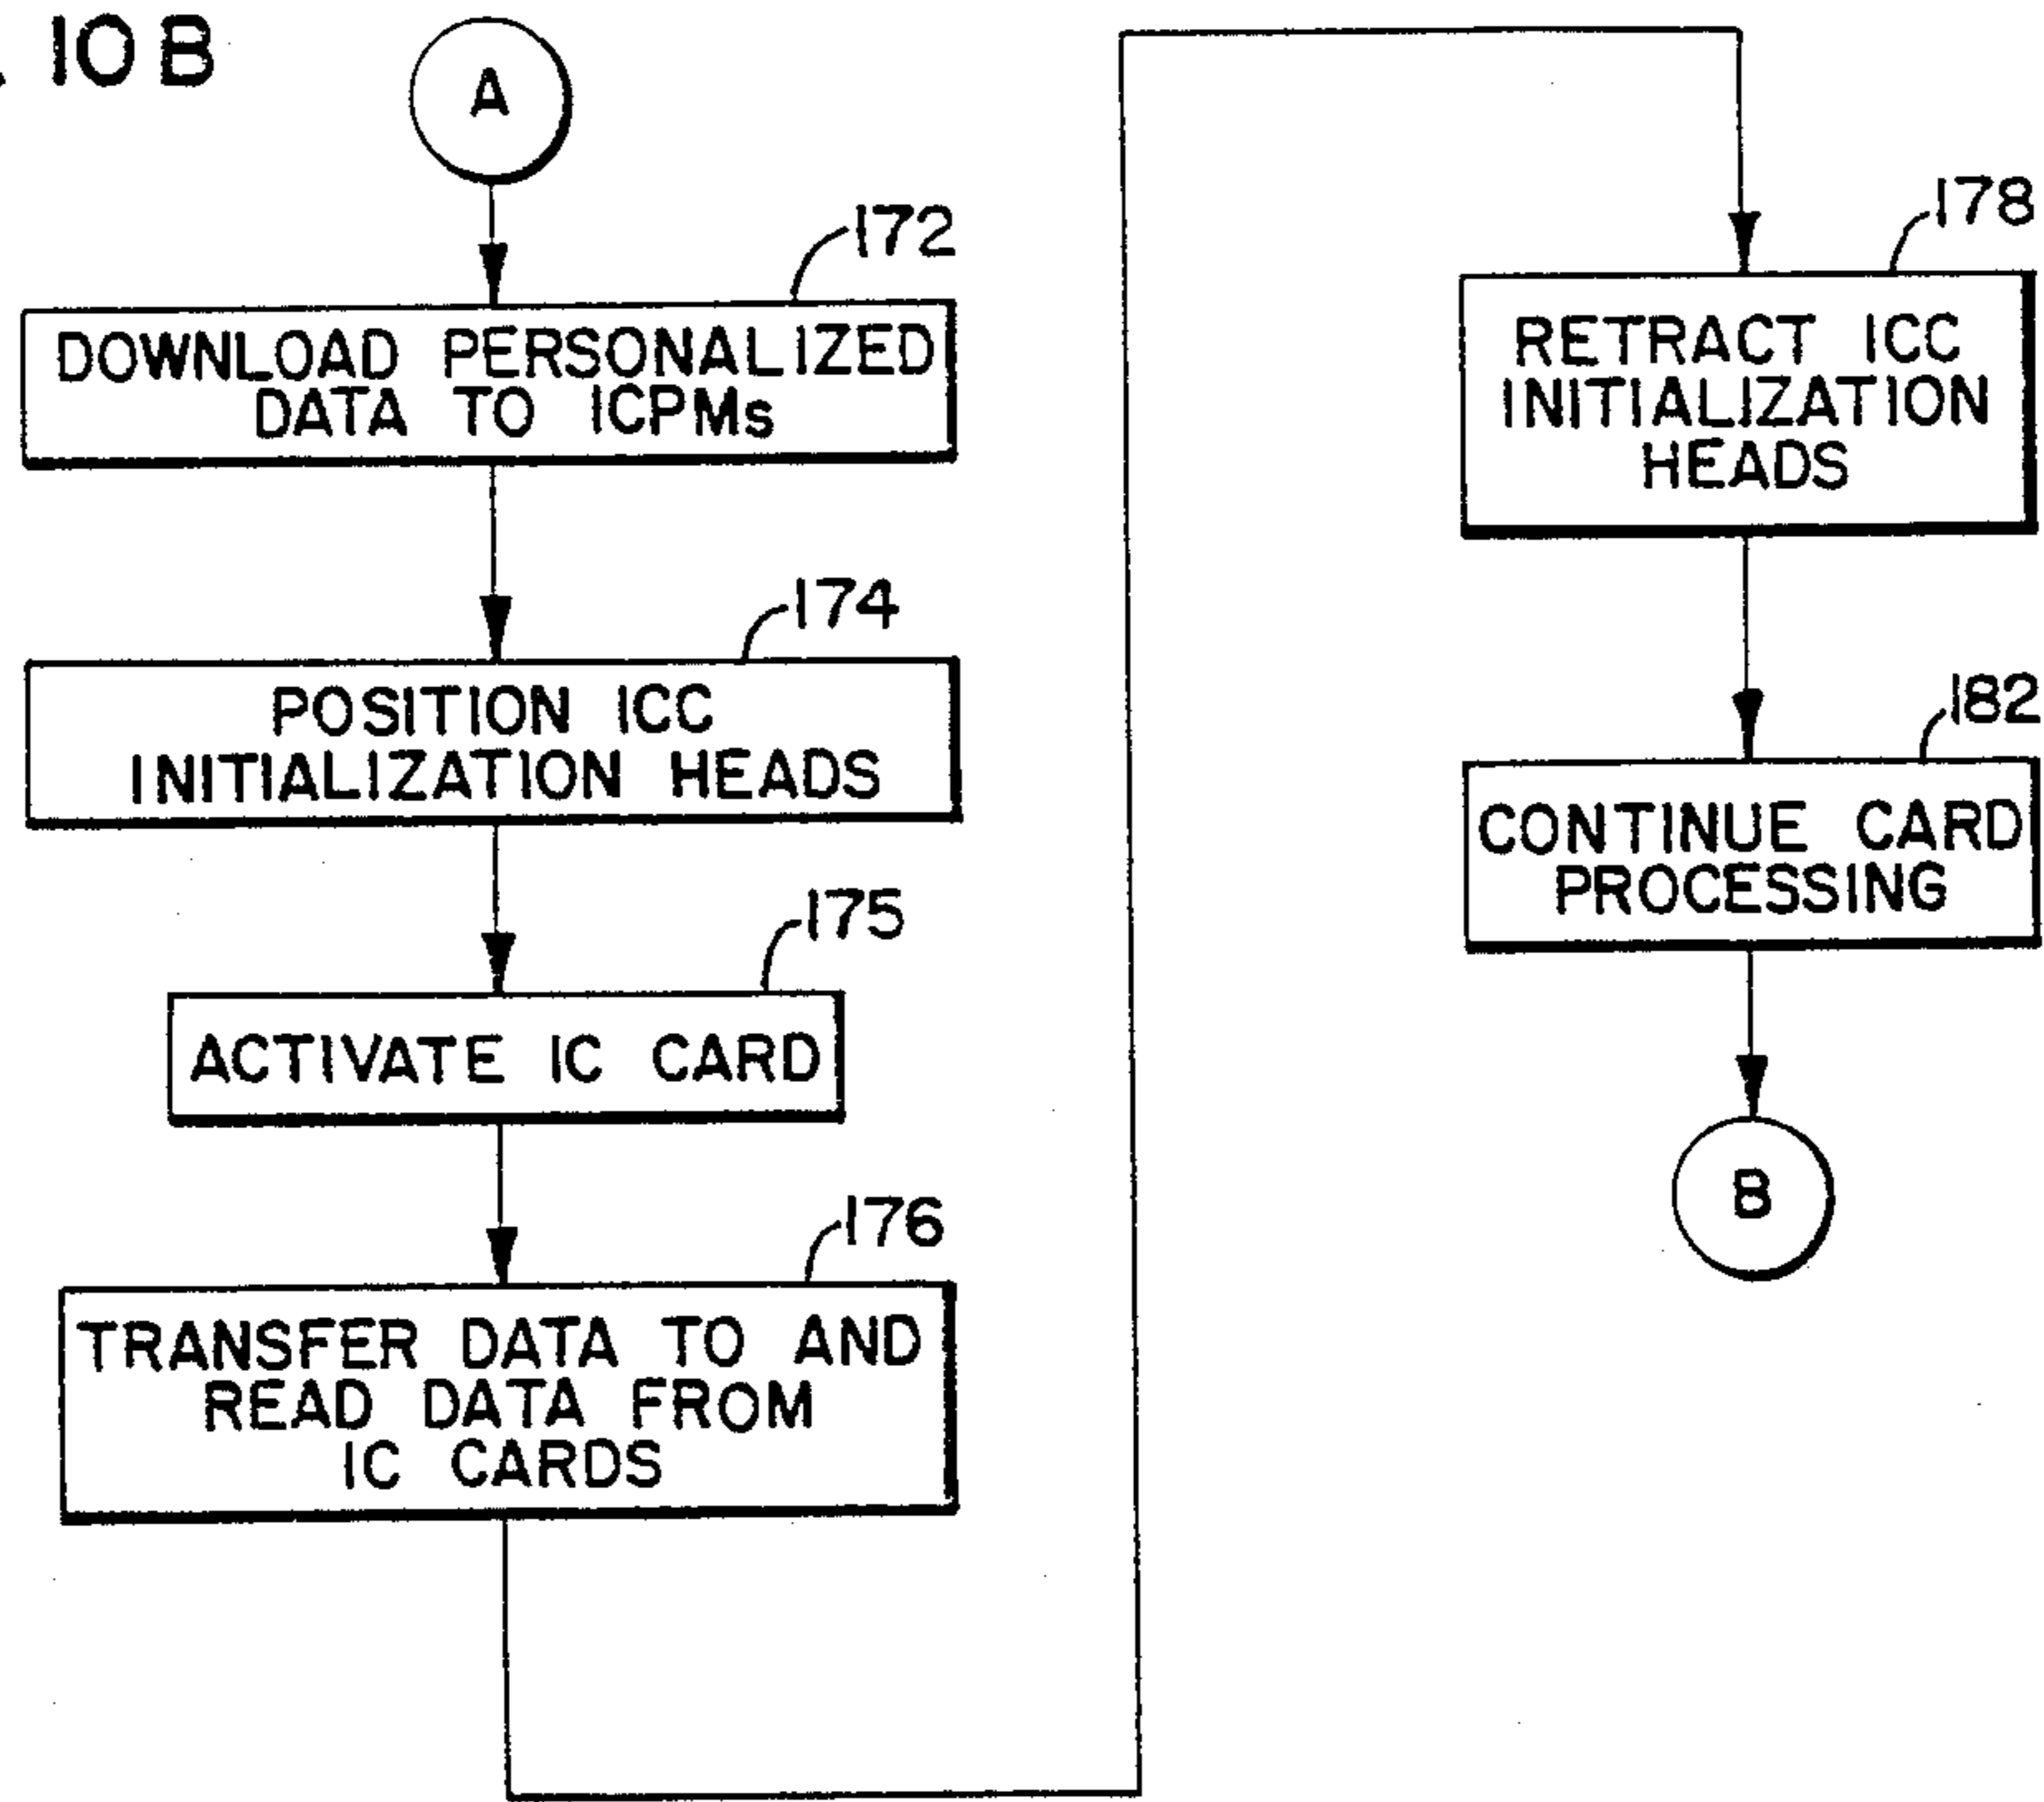 10B
A
172
DOWNLOAD PERSONALIZED
DATA TO ICPMs
174
POSITION ICC
INITIALIZATION HEADS
175
ACTIVATE IC CARD
176
TRANSFER DATA TO AND
READ DATA FROM
IC CARDS
178
RETRACT ICC
INITIALIZATION
HEADS
182
CONTINUE CARD
PROCESSING
B